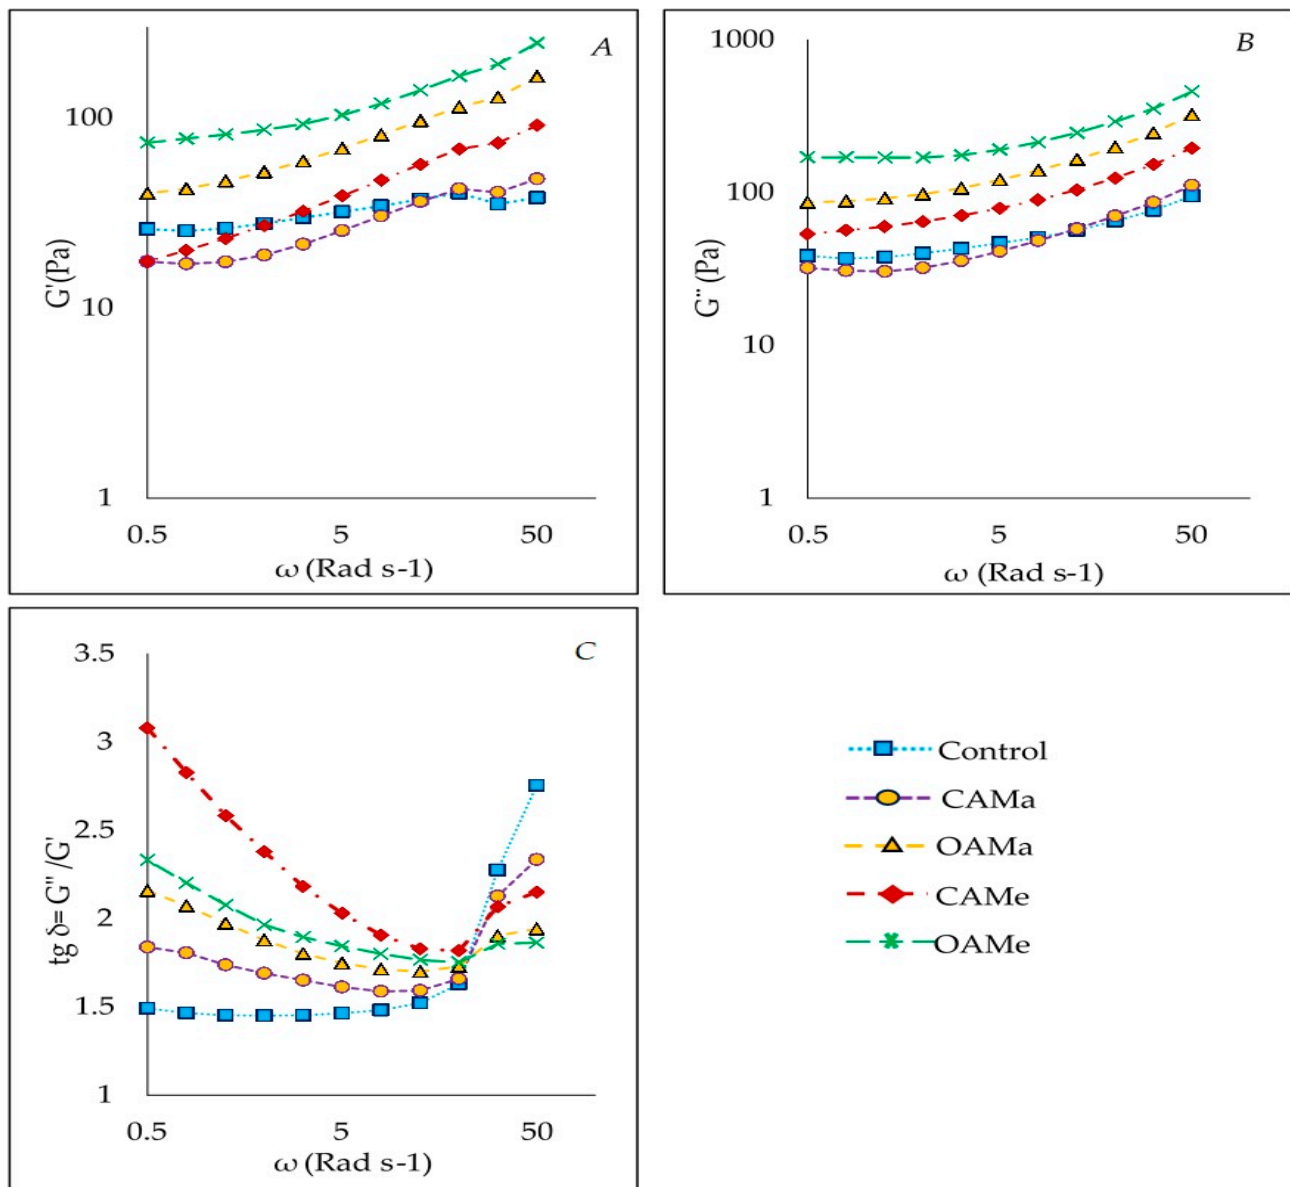 A
100
10
1
G'(Pa)
0.5 5 50
ω (Rad s-1)
B
1000
100
10
1
G¨ (Pa)
0.5 5 50
ω (Rad s-1)
C
3.5
3
2.5
2
1.5
1
tg δ= G'' /G'
0.5 5 50
ω (Rad s-1)
Control
CAMa
OAMa
CAMe
OAMe